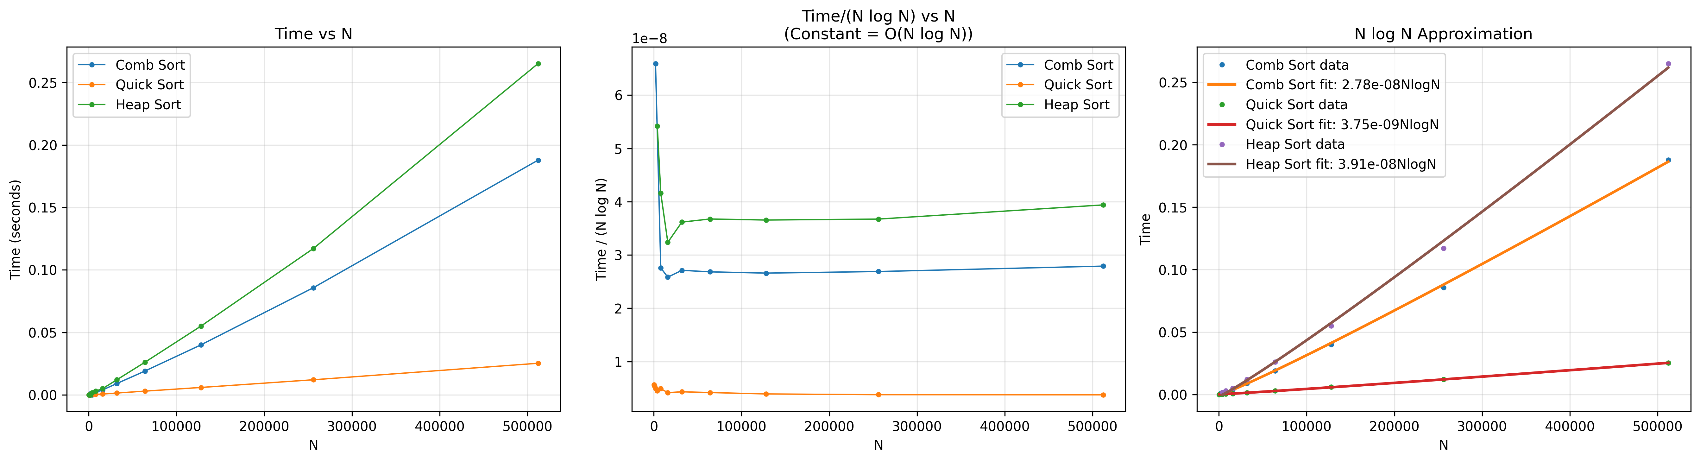 Time vs N
Time (seconds)
0.25
0.20
0.15
0.10
0.05
0.00
Comb Sort
Quick Sort
Heap Sort
0
100000
200000
300000
400000
500000
N
Time/(N log N) vs N
(Constant = O(N log N))
1e−8
Time / (N log N)
6
5
4
3
2
1
Comb Sort
Quick Sort
Heap Sort
0
100000
200000
300000
400000
500000
N
N log N Approximation
Time
0.25
0.20
0.15
0.10
0.05
0.00
Comb Sort data
Comb Sort fit: 2.78e-08NlogN
Quick Sort data
Quick Sort fit: 3.75e-09NlogN
Heap Sort data
Heap Sort fit: 3.91e-08NlogN
0
100000
200000
300000
400000
500000
N